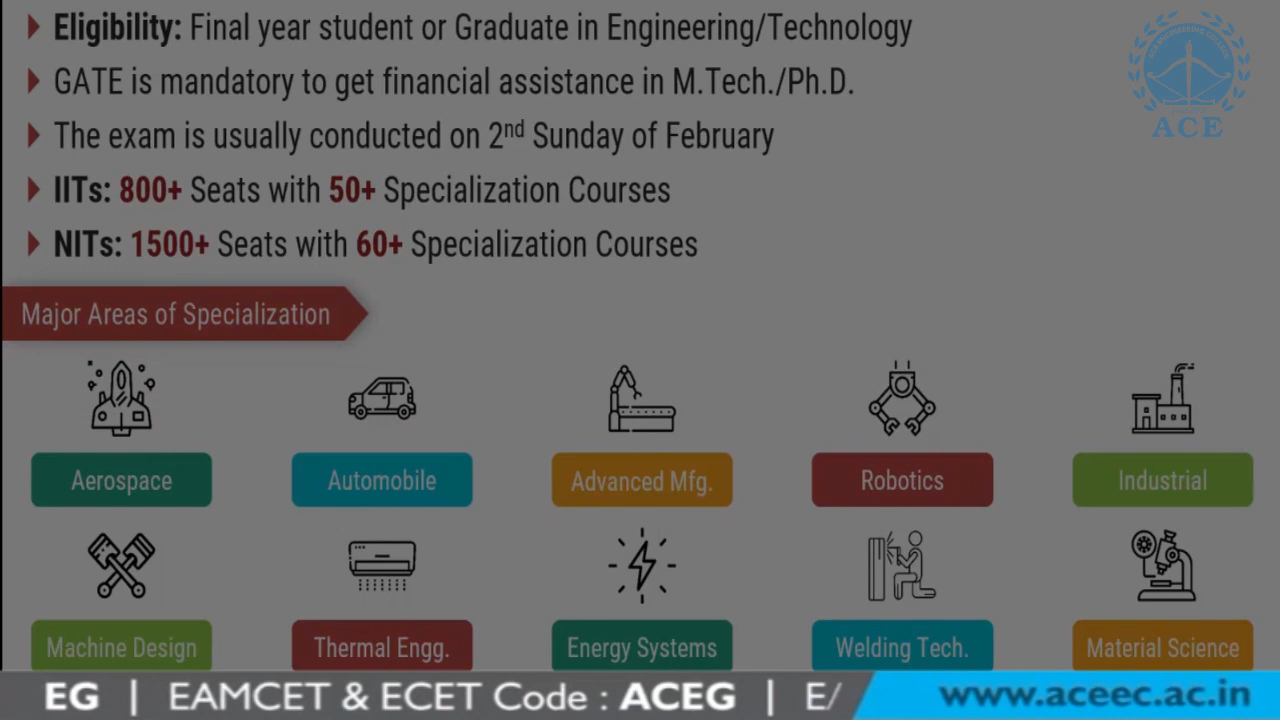 Eligibility: Final year student or Graduate in Engineering/Technology
GATE is mandatory to get financial assistance in M.Tech./Ph.D.
The exam is usually conducted on 2nd Sunday of February
IITs: 800+ Seats with 50+ Specialization Courses
NITs: 1500+ Seats with 60+ Specialization Courses
ACE
Major Areas of Specialization
Aerospace
Automobile
Advanced Mfg.
Robotics
Industrial
Machine Design
Thermal Engg.
Energy Systems
Welding Tech.
Material Science
EG | EAMCET & ECET Code : ACEG | E/
www.aceec.ac.in